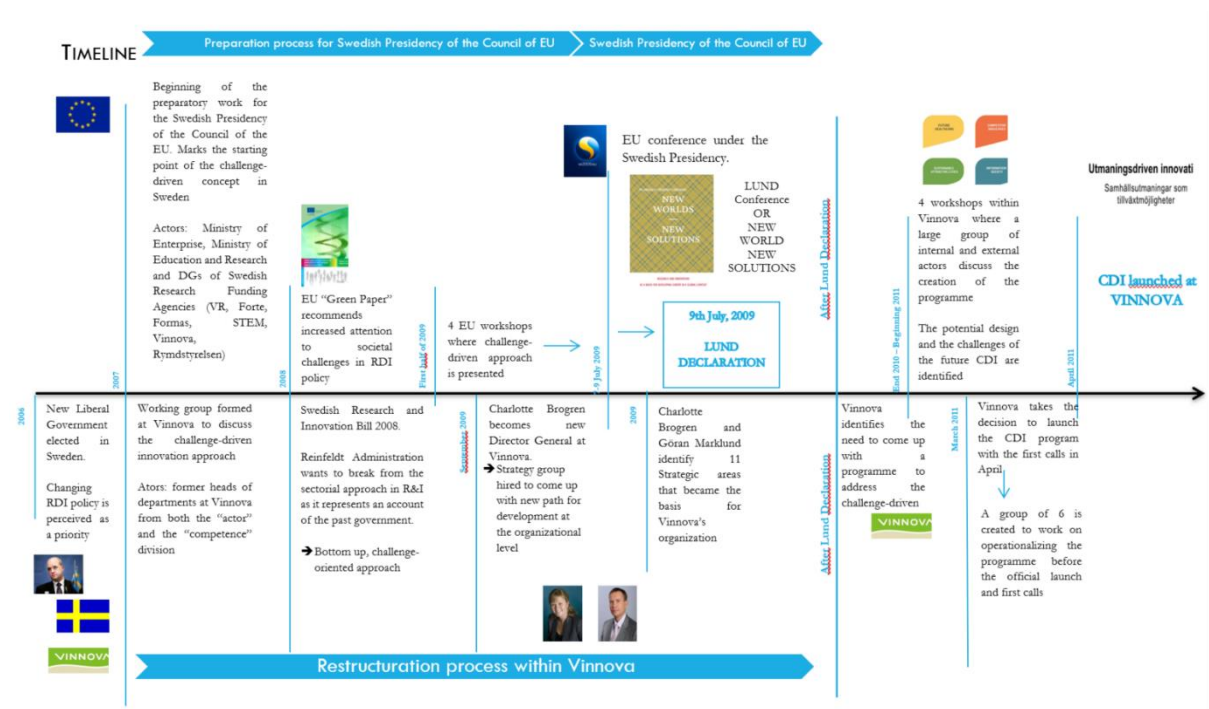 TIMELINE
Preparation process for Swedish Presidency of the Council of EU
Swedish Presidency of the Council of EU
Beginning of the
preparatory work for
the Swedish Presidency
of the Council of the
EU. Marks the starting
point of the challenge-
driven concept in
Sweden
Actors: Ministry of
Enterprise, Ministry of
Education and Research
and DGs of Swedish
Research Funding
Agencies (VR, Forte,
Formas, STEM,
Vinnova,
Rymdstyrelsen)
2007
EU “Green Paper”
recommends
increased attention
to societal
challenges in RDI
policy
2008
First half of 2009
4 EU workshops
where challenge-
driven approach
is presented
EU conference under the
Swedish Presidency.
NEW
WORLDS
NEW
SOLUTIONS
LUND
Conference
OR
NEW
WORLD
NEW
SOLUTIONS
9th July, 2009
LUND
DECLARATION
-9 July 2009
After Lund Declaration
4 workshops within
Vinnova where a
large group of
internal and external
actors discuss the
creation of the
programme
The potential design
and the challenges of
the future CDI are
identified
End 2010 – Beginning 2011
Utmaningsdriven innovati
Samhällsutmaningar som
tillväxtmöjligheter
CDI launched at
VINNOVA
April 2011
2006
New Liberal
Government
elected in
Sweden.
Changing
RDI policy is
perceived as
a priority
VINNOVA
Working group formed
at Vinnova to discuss
the challenge-driven
innovation approach
Ators: former heads of
departments at Vinnova
from both the “actor”
and the “competence”
division
Swedish Research and
Innovation Bill 2008.
Reinfeldt Administration
wants to break from the
sectorial approach in R&I
as it represents an account
of the past government.
➔ Bottom up, challenge-
oriented approach
September 2009
Charlotte Brogren
becomes new
Director General at
Vinnova.
➔ Strategy group
hired to come up
with new path for
development at
the organizational
level
2009
Charlotte
Brogren and
Göran Marklund
identify 11
Strategic areas
that became the
basis for
Vinnova’s
organization
After Lund Declaration
Vinnova
identifies the
need to come up
with a
programme to
address the
challenge-driven
VINNOVA
March 2011
Vinnova takes the
decision to launch
the CDI program
with the first calls in
April
A group of 6 is
created to work on
operationalizing the
programme before
the official launch
and first calls
Restructuration process within Vinnova